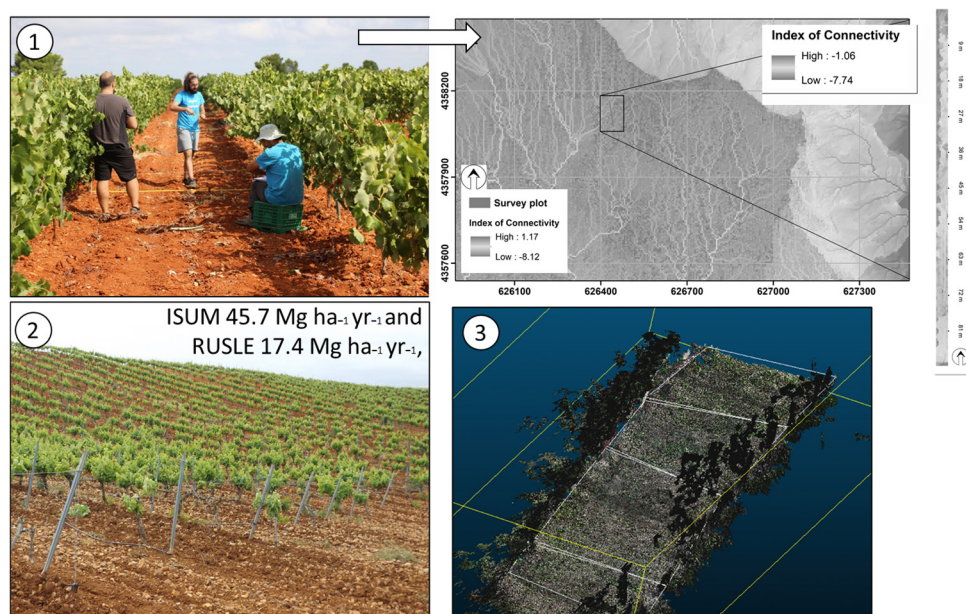 1
Index of Connectivity
High : -1.06
Low : -7.74
4358200
4357900
4357600
Survey plot
Index of Connectivity
High : 1.17
Low : -8.12
626100
626400
626700
627000
627300
9 m
18 m
27 m
36 m
45 m
54 m
63 m
72 m
81 m
2
ISUM 45.7 Mg ha-1 yr-1 and
RUSLE 17.4 Mg ha-1 yr-1,
3